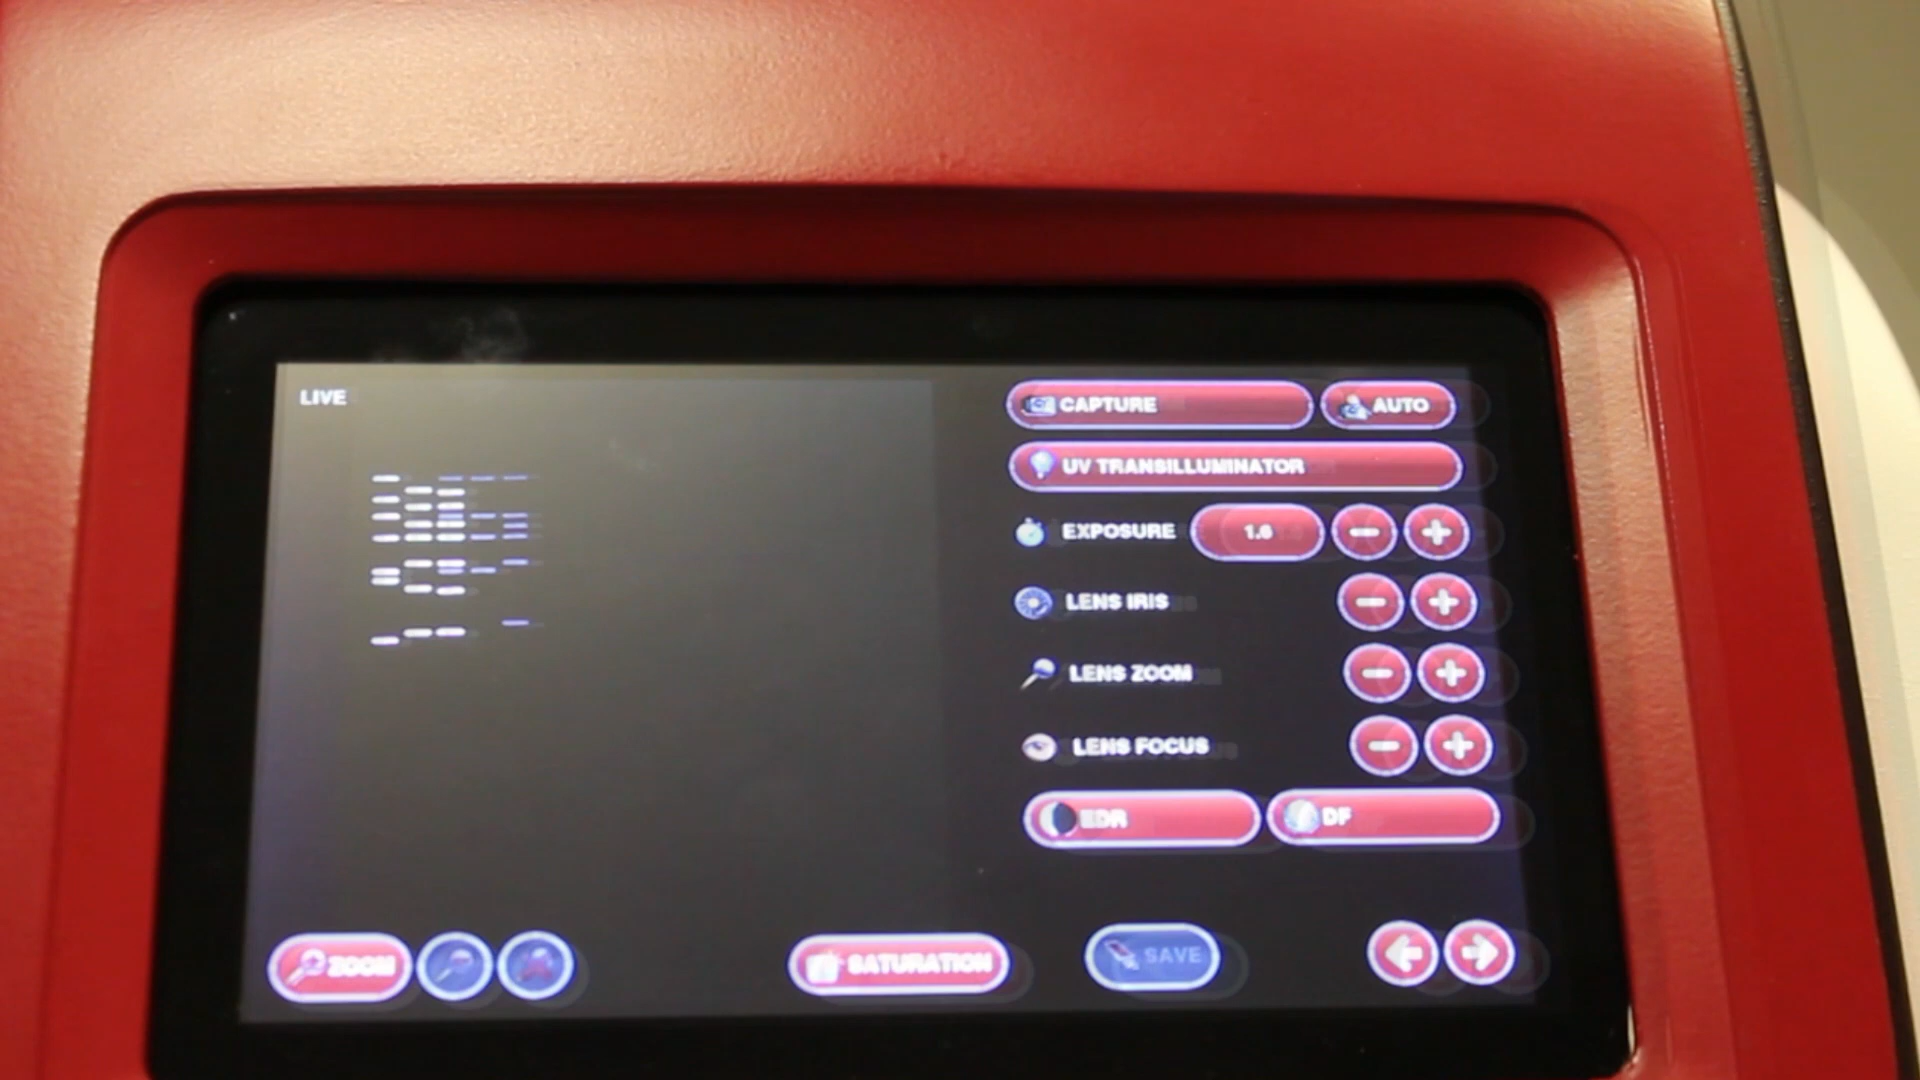 LIVE
CAPTURE
AUTO
UV TRANSILLUMINATOR
EXPOSURE
1.6
LENS IRIS
LENS ZOOM
LENS FOCUS
EDR
DF
ZOOM
SATURATION
SAVE